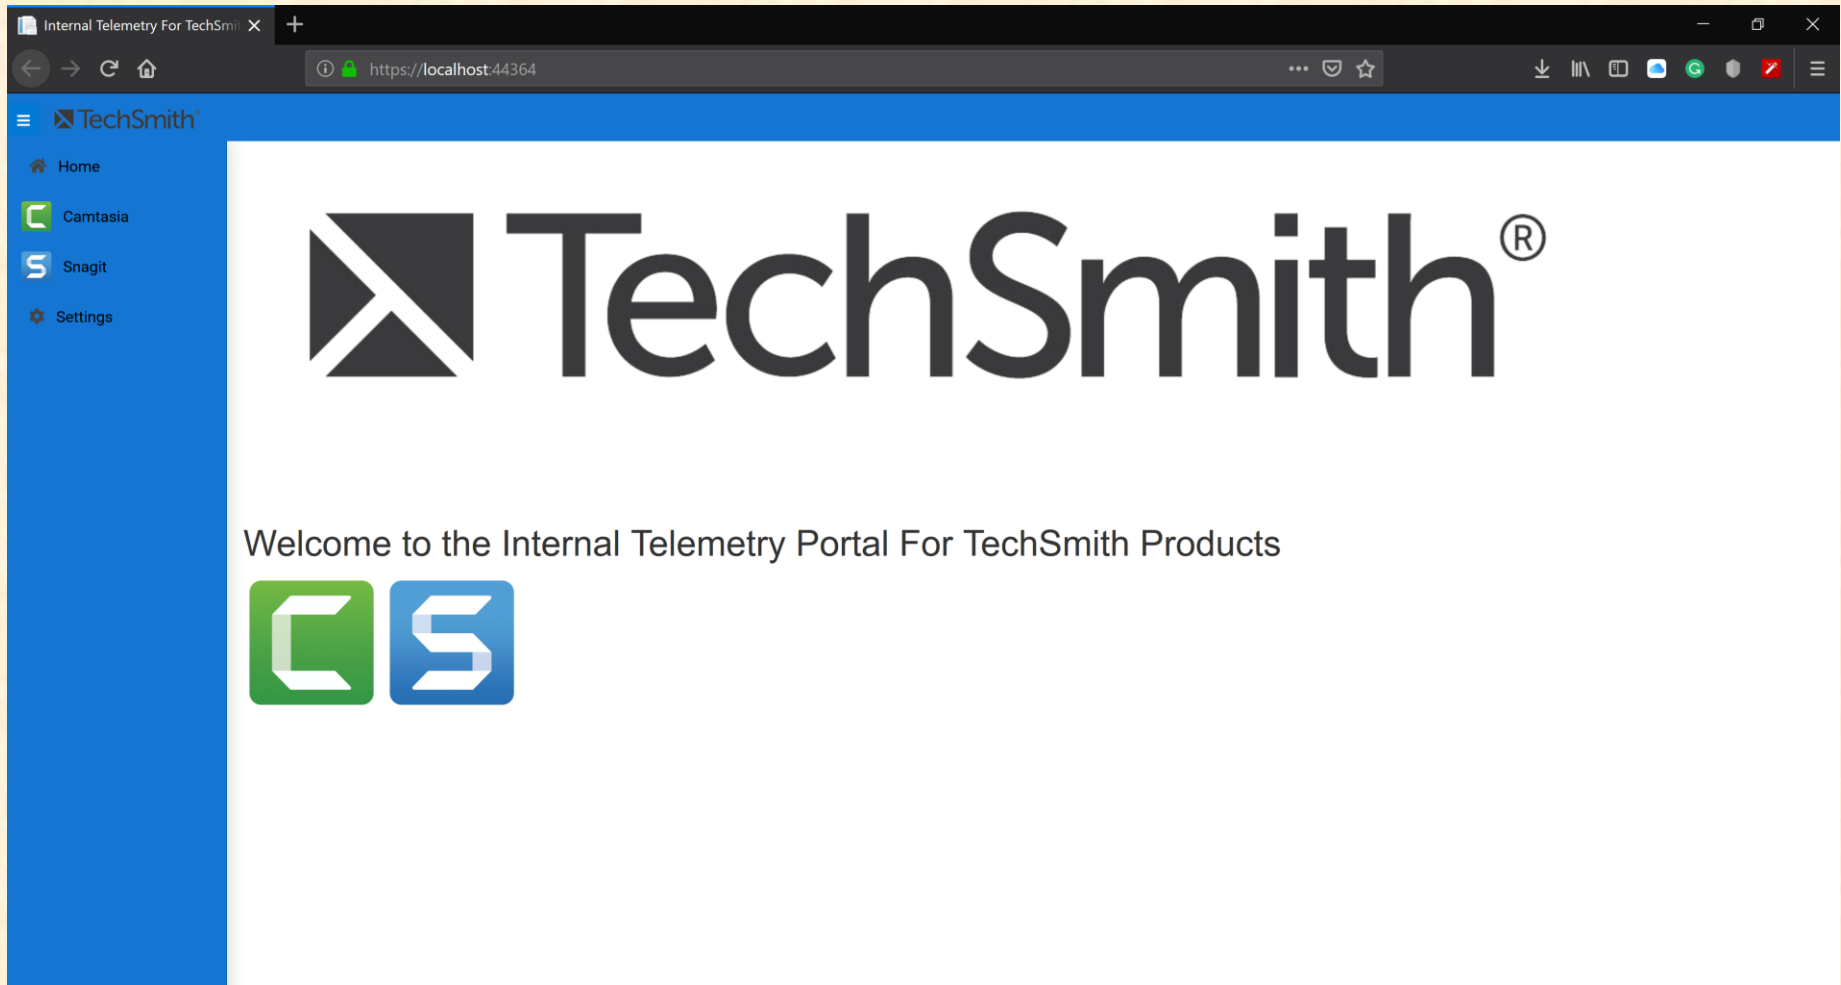 Internal Telemetry For TechSmi
https://localhost:44364
TechSmith®
Home
Camtasia
Snagit
Settings
TechSmith®
Welcome to the Internal Telemetry Portal For TechSmith Products